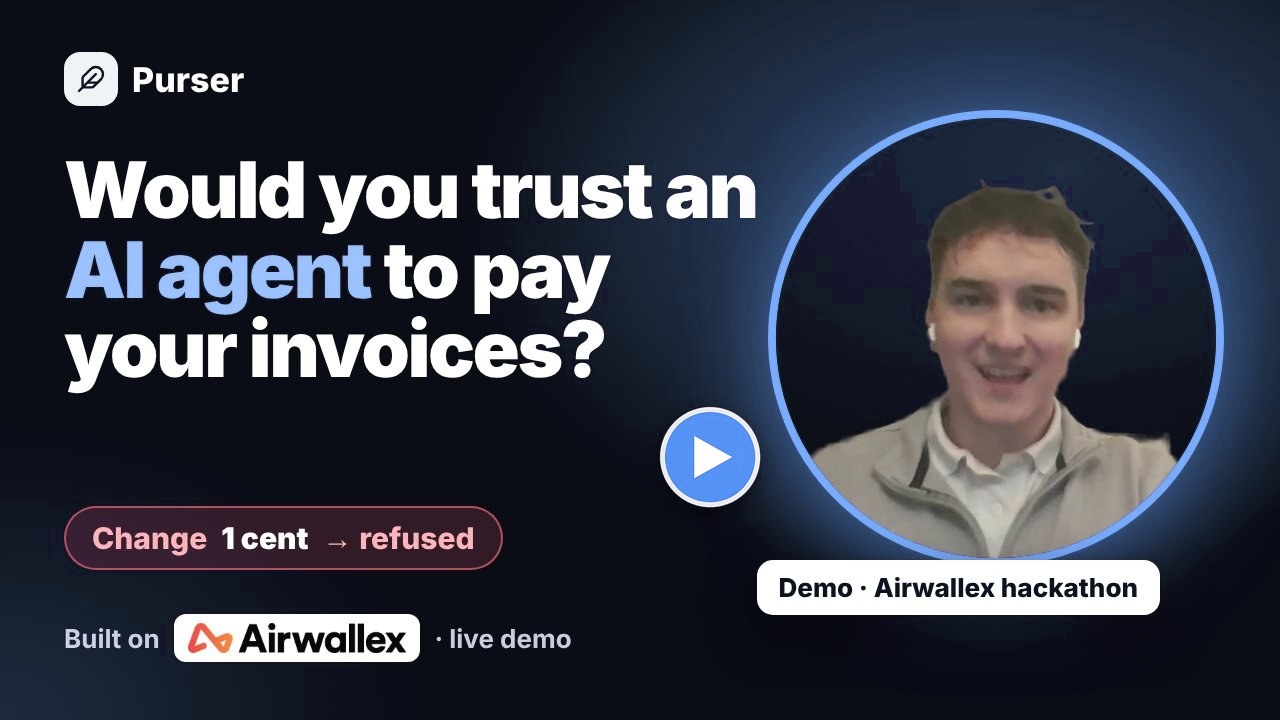 Purser
Would you trust an
AI agent to pay
your invoices?
Change 1 cent → refused
Demo · Airwallex hackathon
Built on Airwallex · live demo